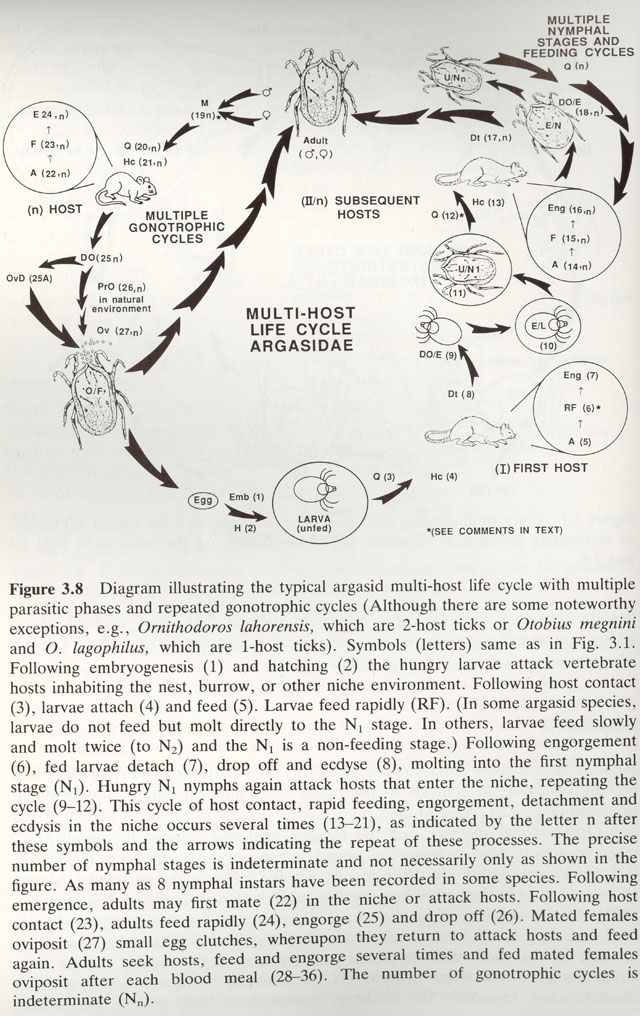 MULTIPLE
NYMPHAL
STAGES AND
FEEDING CYCLES
Q (n)
U/Nn
DO/E
(18,n)
E/N
Dt (17,n)
♂
M
(19n)*
♀
Adult
(♂,♀)
E 24,n)
↑
F (23,n)
↑
A (22,n)
Q (20,n)
Hc (21,n)
(n) HOST
MULTIPLE
GONOTROPHIC
CYCLES
(II/n) SUBSEQUENT
HOSTS
Hc (13)
Q (12)*
Eng (16,n)
↑
F (15,n)
↑
A (14,n)
U/N1
(11)
DO(25n)
OvD (25A)
PrO (26,n)
in natural
environment
Ov (27,n)
O/F
MULTI-HOST
LIFE CYCLE
ARGASIDAE
E/L
(10)
DO/E (9)
Dt (8)
Eng (7)
↑
RF (6)*
↑
A (5)
(I) FIRST HOST
Egg
Emb (1)
H (2)
LARVA
(unfed)
Q (3)
Hc (4)
*(SEE COMMENTS IN TEXT)
Figure 3.8 Diagram illustrating the typical argasid multi-host life cycle with multiple
parasitic phases and repeated gonotrophic cycles (Although there are some noteworthy
exceptions, e.g., Ornithodoros lahorensis, which are 2-host ticks or Otobius megnini
and O. lagophilus, which are 1-host ticks). Symbols (letters) same as in Fig. 3.1.
Following embryogenesis (1) and hatching (2) the hungry larvae attack vertebrate
hosts inhabiting the nest, burrow, or other niche environment. Following host contact
(3), larvae attach (4) and feed (5). Larvae feed rapidly (RF). (In some argasid species,
larvae do not feed but molt directly to the N₁ stage. In others, larvae feed slowly
and molt twice (to N₂) and the N₁ is a non-feeding stage.) Following engorgement
(6), fed larvae detach (7), drop off and ecdyse (8), molting into the first nymphal
stage (N₁). Hungry N₁ nymphs again attack hosts that enter the niche, repeating the
cycle (9–12). This cycle of host contact, rapid feeding, engorgement, detachment and
ecdysis in the niche occurs several times (13–21), as indicated by the letter n after
these symbols and the arrows indicating the repeat of these processes. The precise
number of nymphal stages is indeterminate and not necessarily only as shown in the
figure. As many as 8 nymphal instars have been recorded in some species. Following
emergence, adults may first mate (22) in the niche or attack hosts. Following host
contact (23), adults feed rapidly (24), engorge (25) and drop off (26). Mated females
oviposit (27) small egg clutches, whereupon they return to attack hosts and feed
again. Adults seek hosts, feed and engorge several times and fed mated females
oviposit after each blood meal (28–36). The number of gonotrophic cycles is
indeterminate (Nₙ).